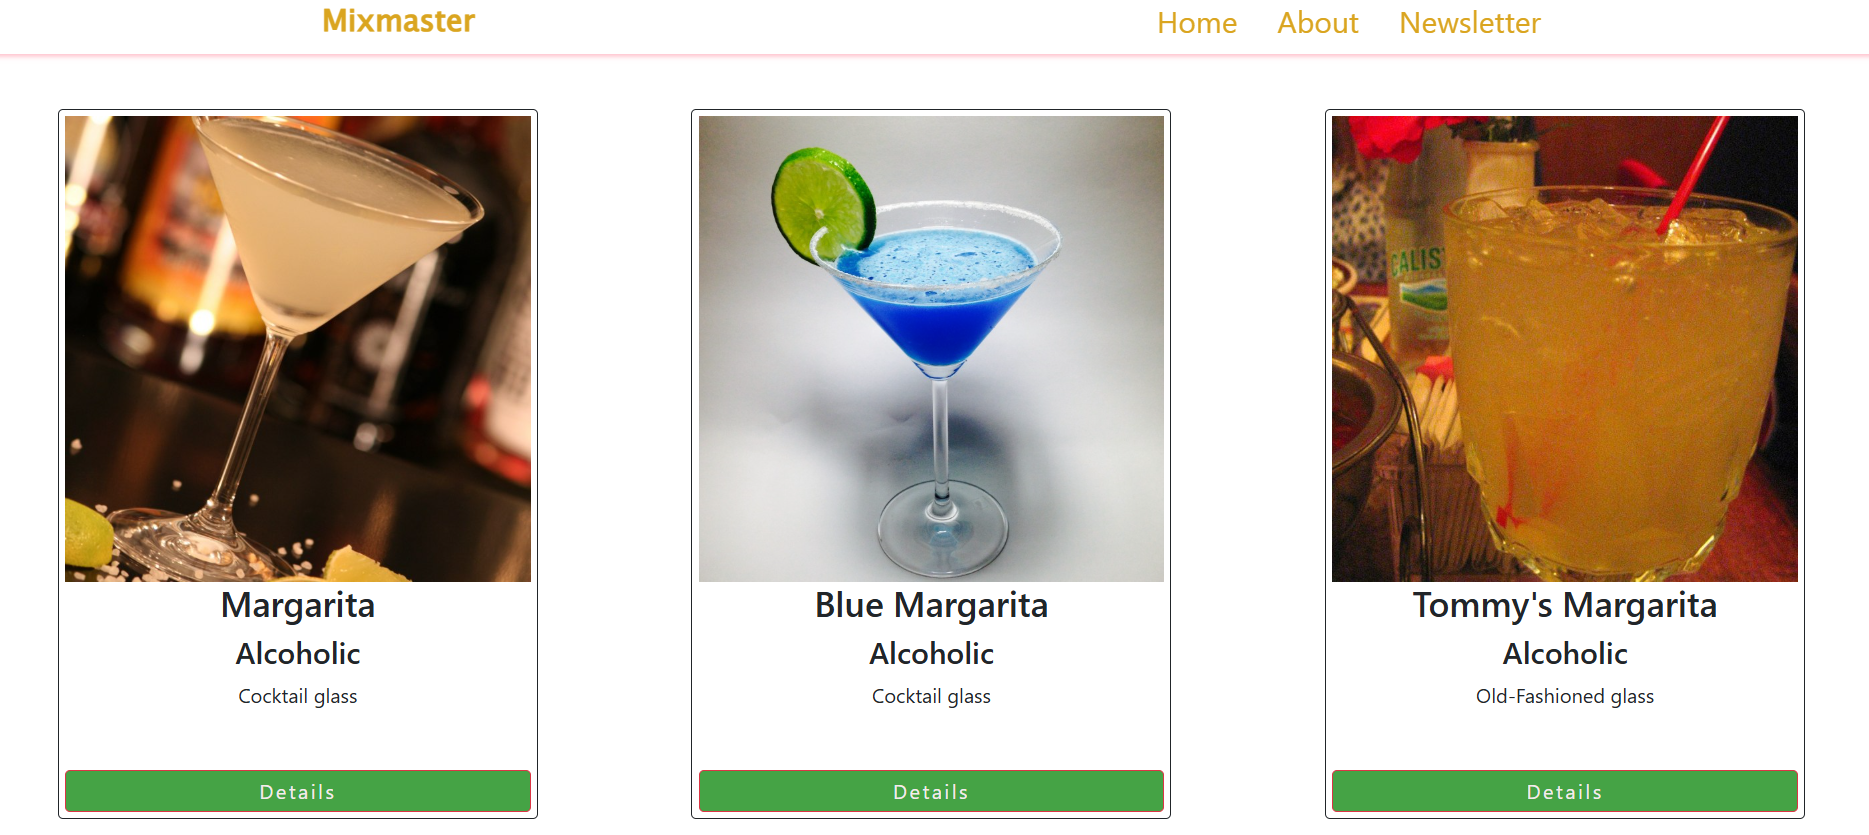 Mixmaster
Home
About
Newsletter
CALIS
Margarita
Alcoholic
Cocktail glass
Details
Blue Margarita
Alcoholic
Cocktail glass
Details
Tommy's Margarita
Alcoholic
Old-Fashioned glass
Details